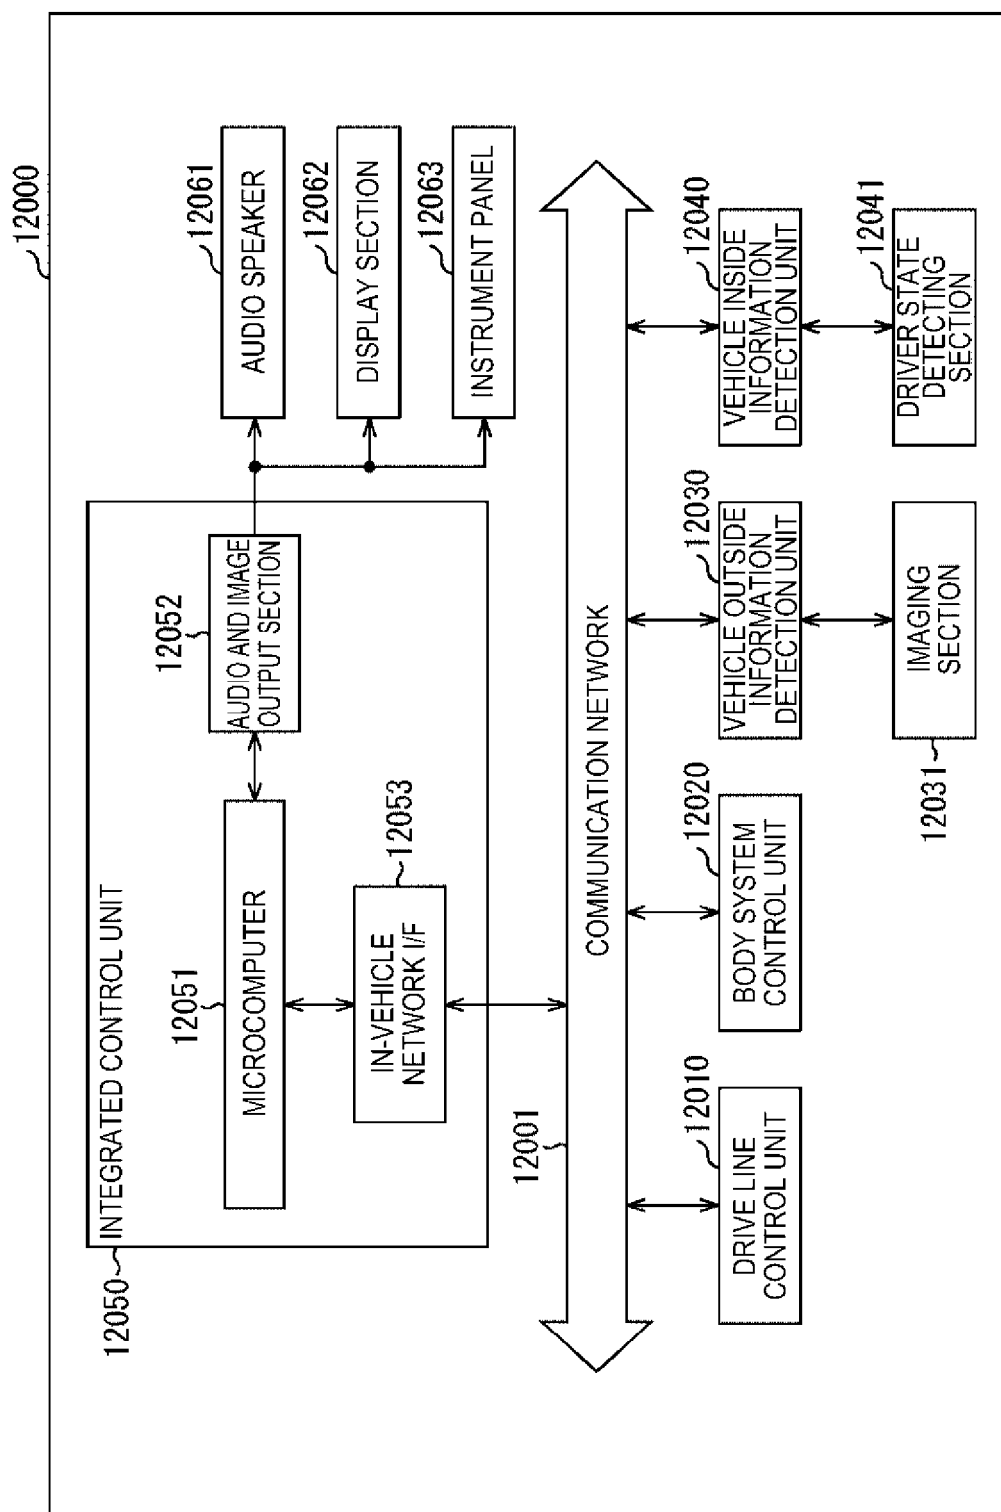 12000
12050
INTEGRATED CONTROL UNIT
12051
MICROCOMPUTER
12052
AUDIO AND IMAGE
OUTPUT SECTION
12053
IN-VEHICLE
NETWORK I/F
12061
AUDIO SPEAKER
12062
DISPLAY SECTION
12063
INSTRUMENT PANEL
12001
COMMUNICATION NETWORK
12010
DRIVE LINE
CONTROL UNIT
12020
BODY SYSTEM
CONTROL UNIT
12030
VEHICLE OUTSIDE
INFORMATION
DETECTION UNIT
12040
VEHICLE INSIDE
INFORMATION
DETECTION UNIT
12031
IMAGING
SECTION
12041
DRIVER STATE
DETECTING
SECTION